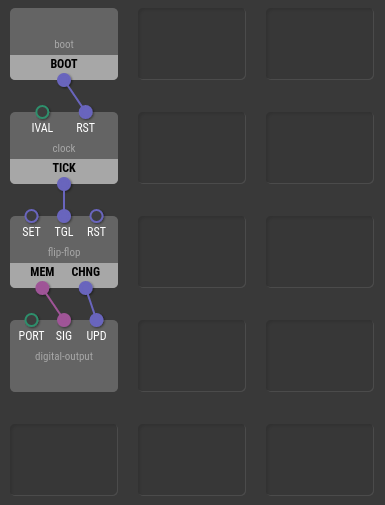 boot
BOOT
IVAL RST
clock
TICK
SET TGL RST
flip-flop
MEM CHNG
PORT SIG UPD
digital-output